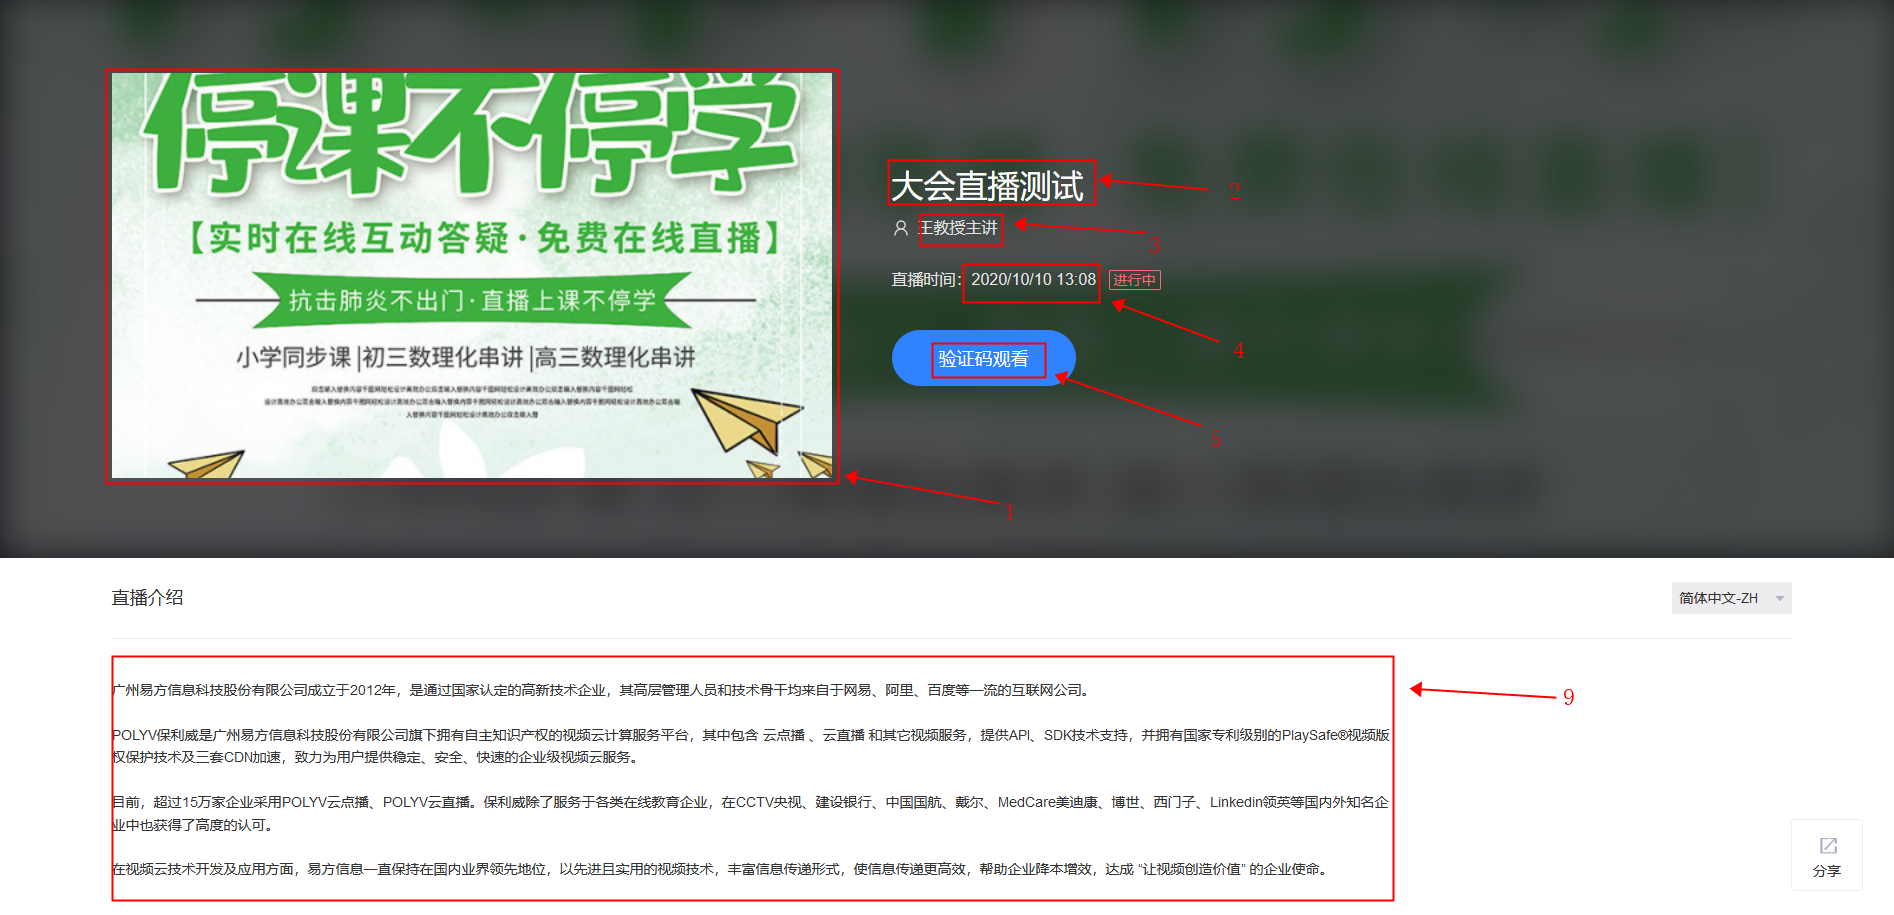 停课不停学
【实时在线互动答疑·免费在线直播】
抗击肺炎不出门·直播上课不停学
小学同步课|初三数理化串讲|高三数理化串讲
大会直播测试
2
王教授主讲
3
直播时间：2020/10/10 13:08 进行中
4
验证码观看
1
直播介绍
简体中文-ZH
广州易方信息科技股份有限公司成立于2012年，是通过国家认定的高新技术企业，其高层管理人员和技术骨干均来自于网易、阿里、百度等一流的互联网公司。
9
POLYV保利威是广州易方信息科技股份有限公司旗下拥有自主知识产权的视频云计算服务平台，其中包含 云点播 、云直播 和其它视频服务，提供API、SDK技术支持，并拥有国家专利级别的PlaySafe®视频版
权保护技术及三套CDN加速，致力为用户提供稳定、安全、快速的企业级视频云服务。
目前，超过15万家企业采用POLYV云点播、POLYV云直播。保利威除了服务于各类在线教育企业，在CCTV央视、建设银行、中国国航、戴尔、MedCare美迪康、博世、西门子、Linkedin领英等国内外知名企
业中也获得了高度的认可。
在视频云技术开发及应用方面，易方信息一直保持在国内业界领先地位，以先进且实用的视频技术，丰富信息传递形式，使信息传递更高效，帮助企业降本增效，达成 “让视频创造价值” 的企业使命。
分享